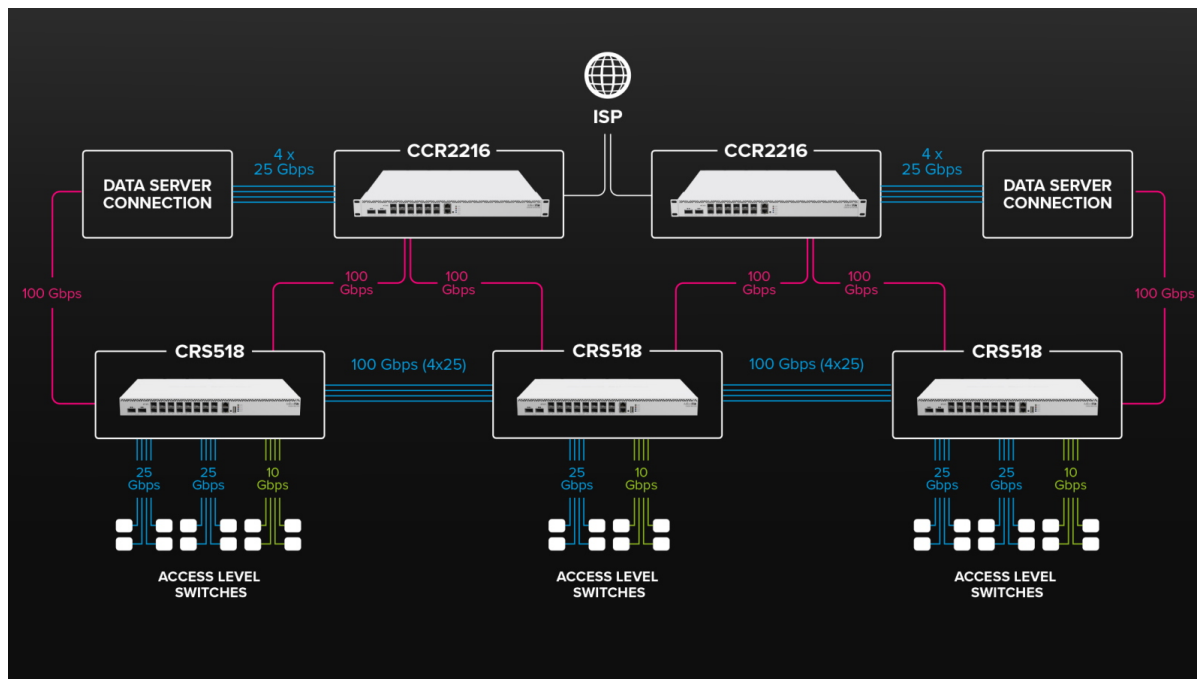 ISP
CCR2216
CCR2216
4 x
25 Gbps
4 x
25 Gbps
DATA SERVER
CONNECTION
DATA SERVER
CONNECTION
100
Gbps
100
Gbps
100
Gbps
100
Gbps
100 Gbps
100 Gbps
CRS518
CRS518
CRS518
100 Gbps (4x25)
100 Gbps (4x25)
25
Gbps
25
Gbps
10
Gbps
25
Gbps
10
Gbps
25
Gbps
25
Gbps
10
Gbps
ACCESS LEVEL
SWITCHES
ACCESS LEVEL
SWITCHES
ACCESS LEVEL
SWITCHES